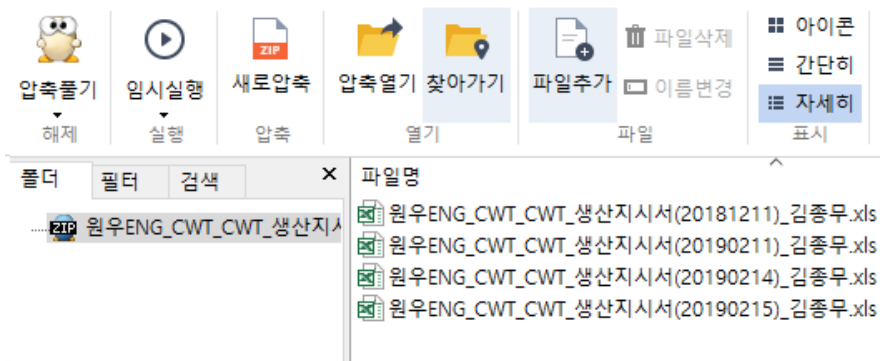 ZIP
압축풀기 임시실행 새로압축 압축열기 찾아가기 파일추가 파일삭제 이름변경 아이콘 간단히 자세히
해제 실행 압축 열기 파일 표시
폴더 필터 검색 X
ZIP 원우ENG_CWT_CWT_생산지시
파일명
원우ENG_CWT_CWT_생산지시서(20181211)_김종무.xls
원우ENG_CWT_CWT_생산지시서(20190211)_김종무.xls
원우ENG_CWT_CWT_생산지시서(20190214)_김종무.xls
원우ENG_CWT_CWT_생산지시서(20190215)_김종무.xls